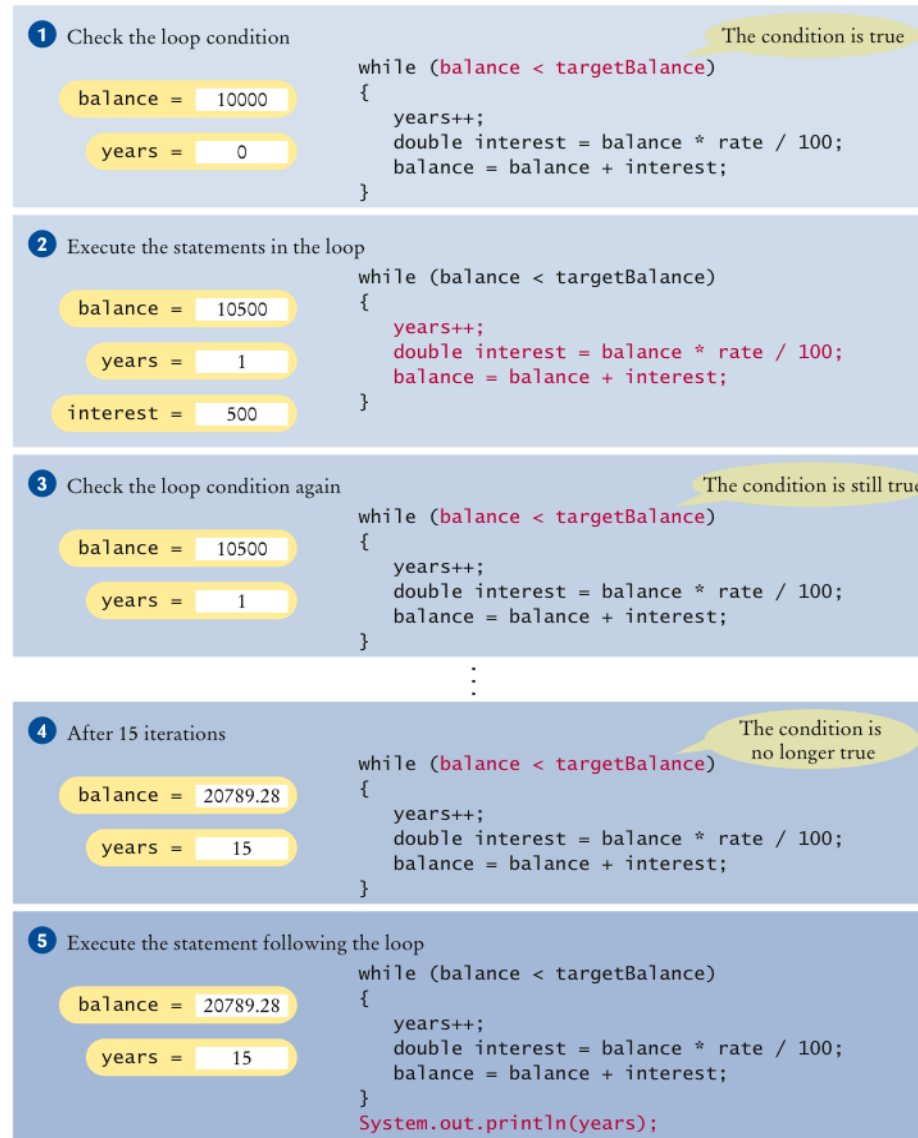 1 Check the loop condition
The condition is true
balance = 10000
years = 0
while (balance < targetBalance)
{
years++;
double interest = balance * rate / 100;
balance = balance + interest;
}
2 Execute the statements in the loop
balance = 10500
years = 1
interest = 500
while (balance < targetBalance)
{
years++;
double interest = balance * rate / 100;
balance = balance + interest;
}
3 Check the loop condition again
The condition is still true
balance = 10500
years = 1
while (balance < targetBalance)
{
years++;
double interest = balance * rate / 100;
balance = balance + interest;
}
4 After 15 iterations
The condition is
no longer true
balance = 20789.28
years = 15
while (balance < targetBalance)
{
years++;
double interest = balance * rate / 100;
balance = balance + interest;
}
5 Execute the statement following the loop
balance = 20789.28
years = 15
while (balance < targetBalance)
{
years++;
double interest = balance * rate / 100;
balance = balance + interest;
}
System.out.println(years);